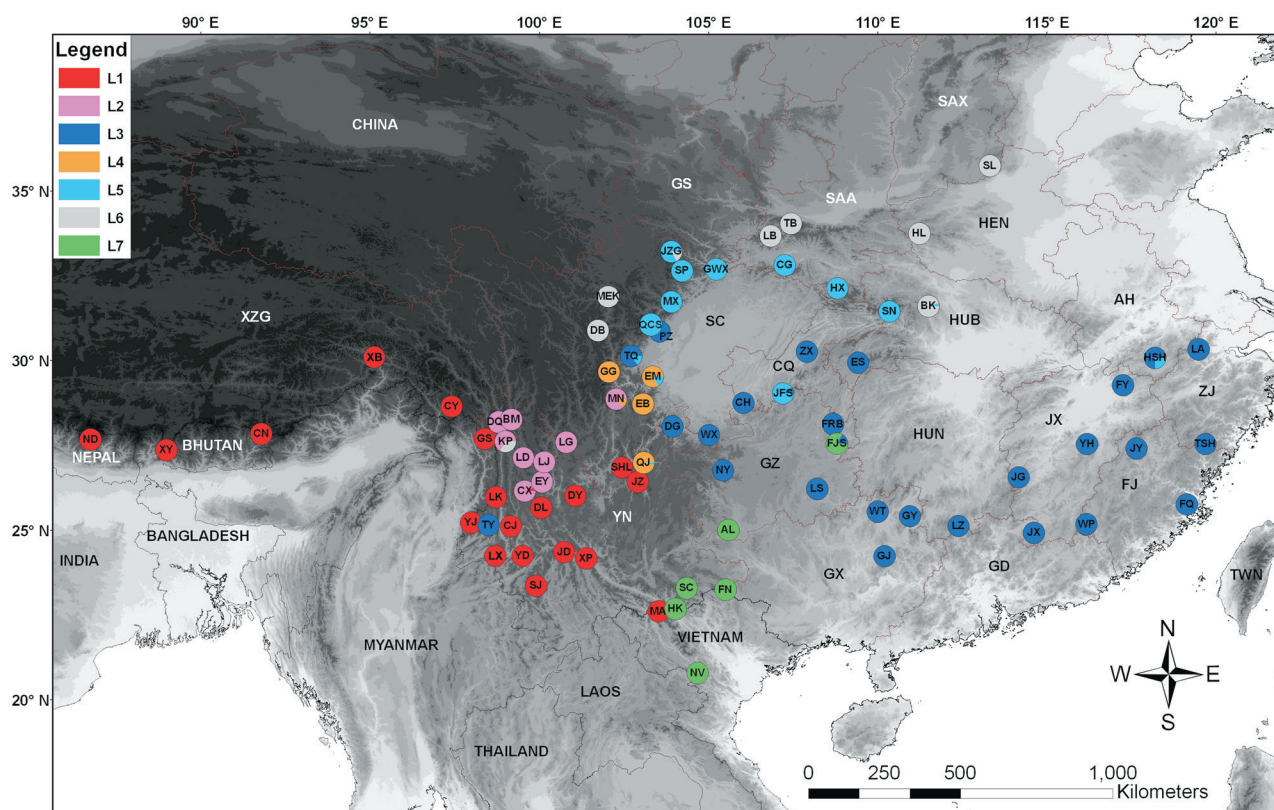 90° E 95° E 100° E 105° E 110° E 115° E 120° E
Legend
L1
L2
L3
L4
L5
L6
L7
35° N
30° N
25° N
20° N
CHINA
SAX
GS
SL
SAA
HEN
TB
LB
HL
JZG
SP
GWX
CG
MEK
MX
HX
AH
BK
SN
HUB
XZG
DB
QCS
PZ
SC
XB
TQ
ZX
ES
HSH
LA
GG
EM
CQ
JFS
FY
ZJ
MN
EB
CH
CY
DQ
BM
DG
FRB
JX
ND
XY
CN
GS
KP
LG
WX
FJS
HUN
YH
JY
TSH
NEPAL
BHUTAN
LD
LJ
QJ
SHL
NY
GZ
JG
FJ
EY
JZ
LS
CX
LK
DY
DL
YN
WT
GY
FQ
YJ
TY
CJ
AL
LZ
JX
WP
BANGLADESH
INDIA
LX
YD
JD
XP
GJ
GX
GD
TWN
SJ
SC
FN
MA
HK
VIETNAM
MYANMAR
NV
LAOS
THAILAND
N
W
E
S
0 250 500 1,000
Kilometers